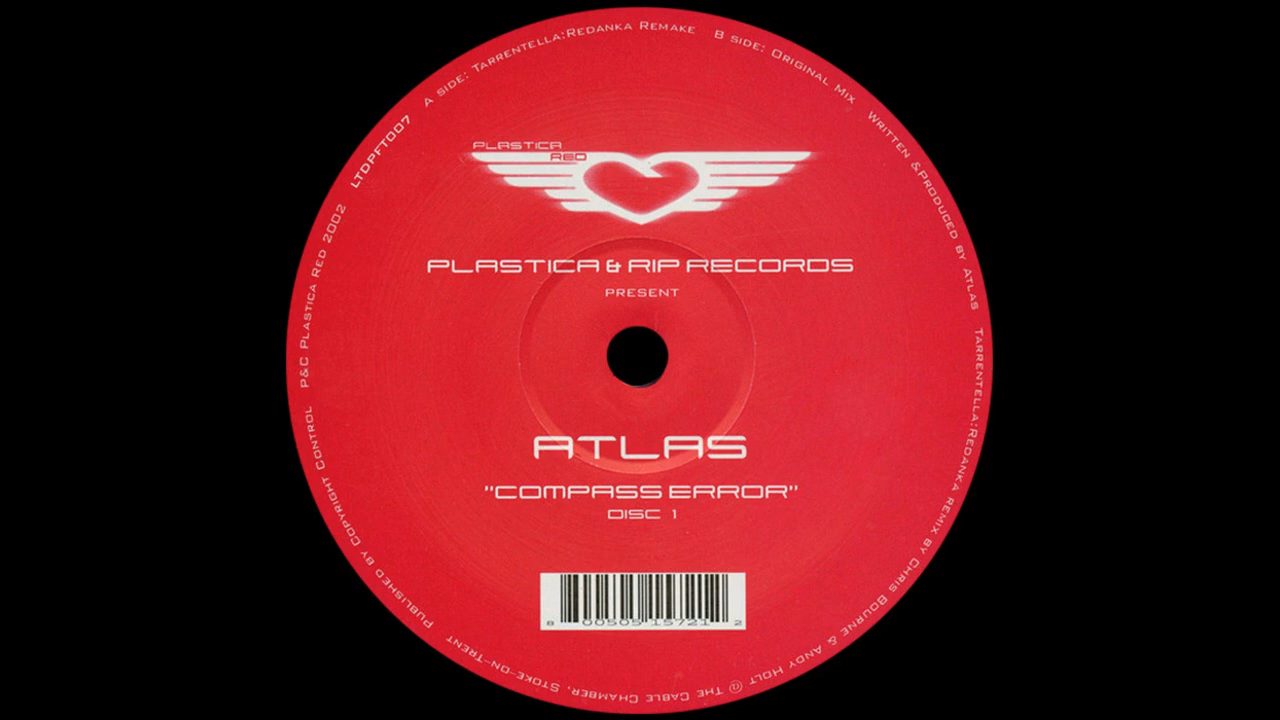 PLASTICA
RED
PLASTICA & RIP RECORDS
PRESENT
ATLAS
"COMPASS ERROR"
DISC 1
8 00505 15721 2
LTDPFT007 A SIDE: TARRENTELLA:REDANKA REMAKE B SIDE: ORIGINAL MIX WRITTEN &PRODUCED BY ATLAS TARRENTELLA:REDANKA REMIX BY CHRIS BOURNE & ANDY HOLT @ THE CABLE CHAMBER, STOKE-ON-TRENT PUBLISHED BY COPYRIGHT CONTROL P&C PLASTICA RED 2002